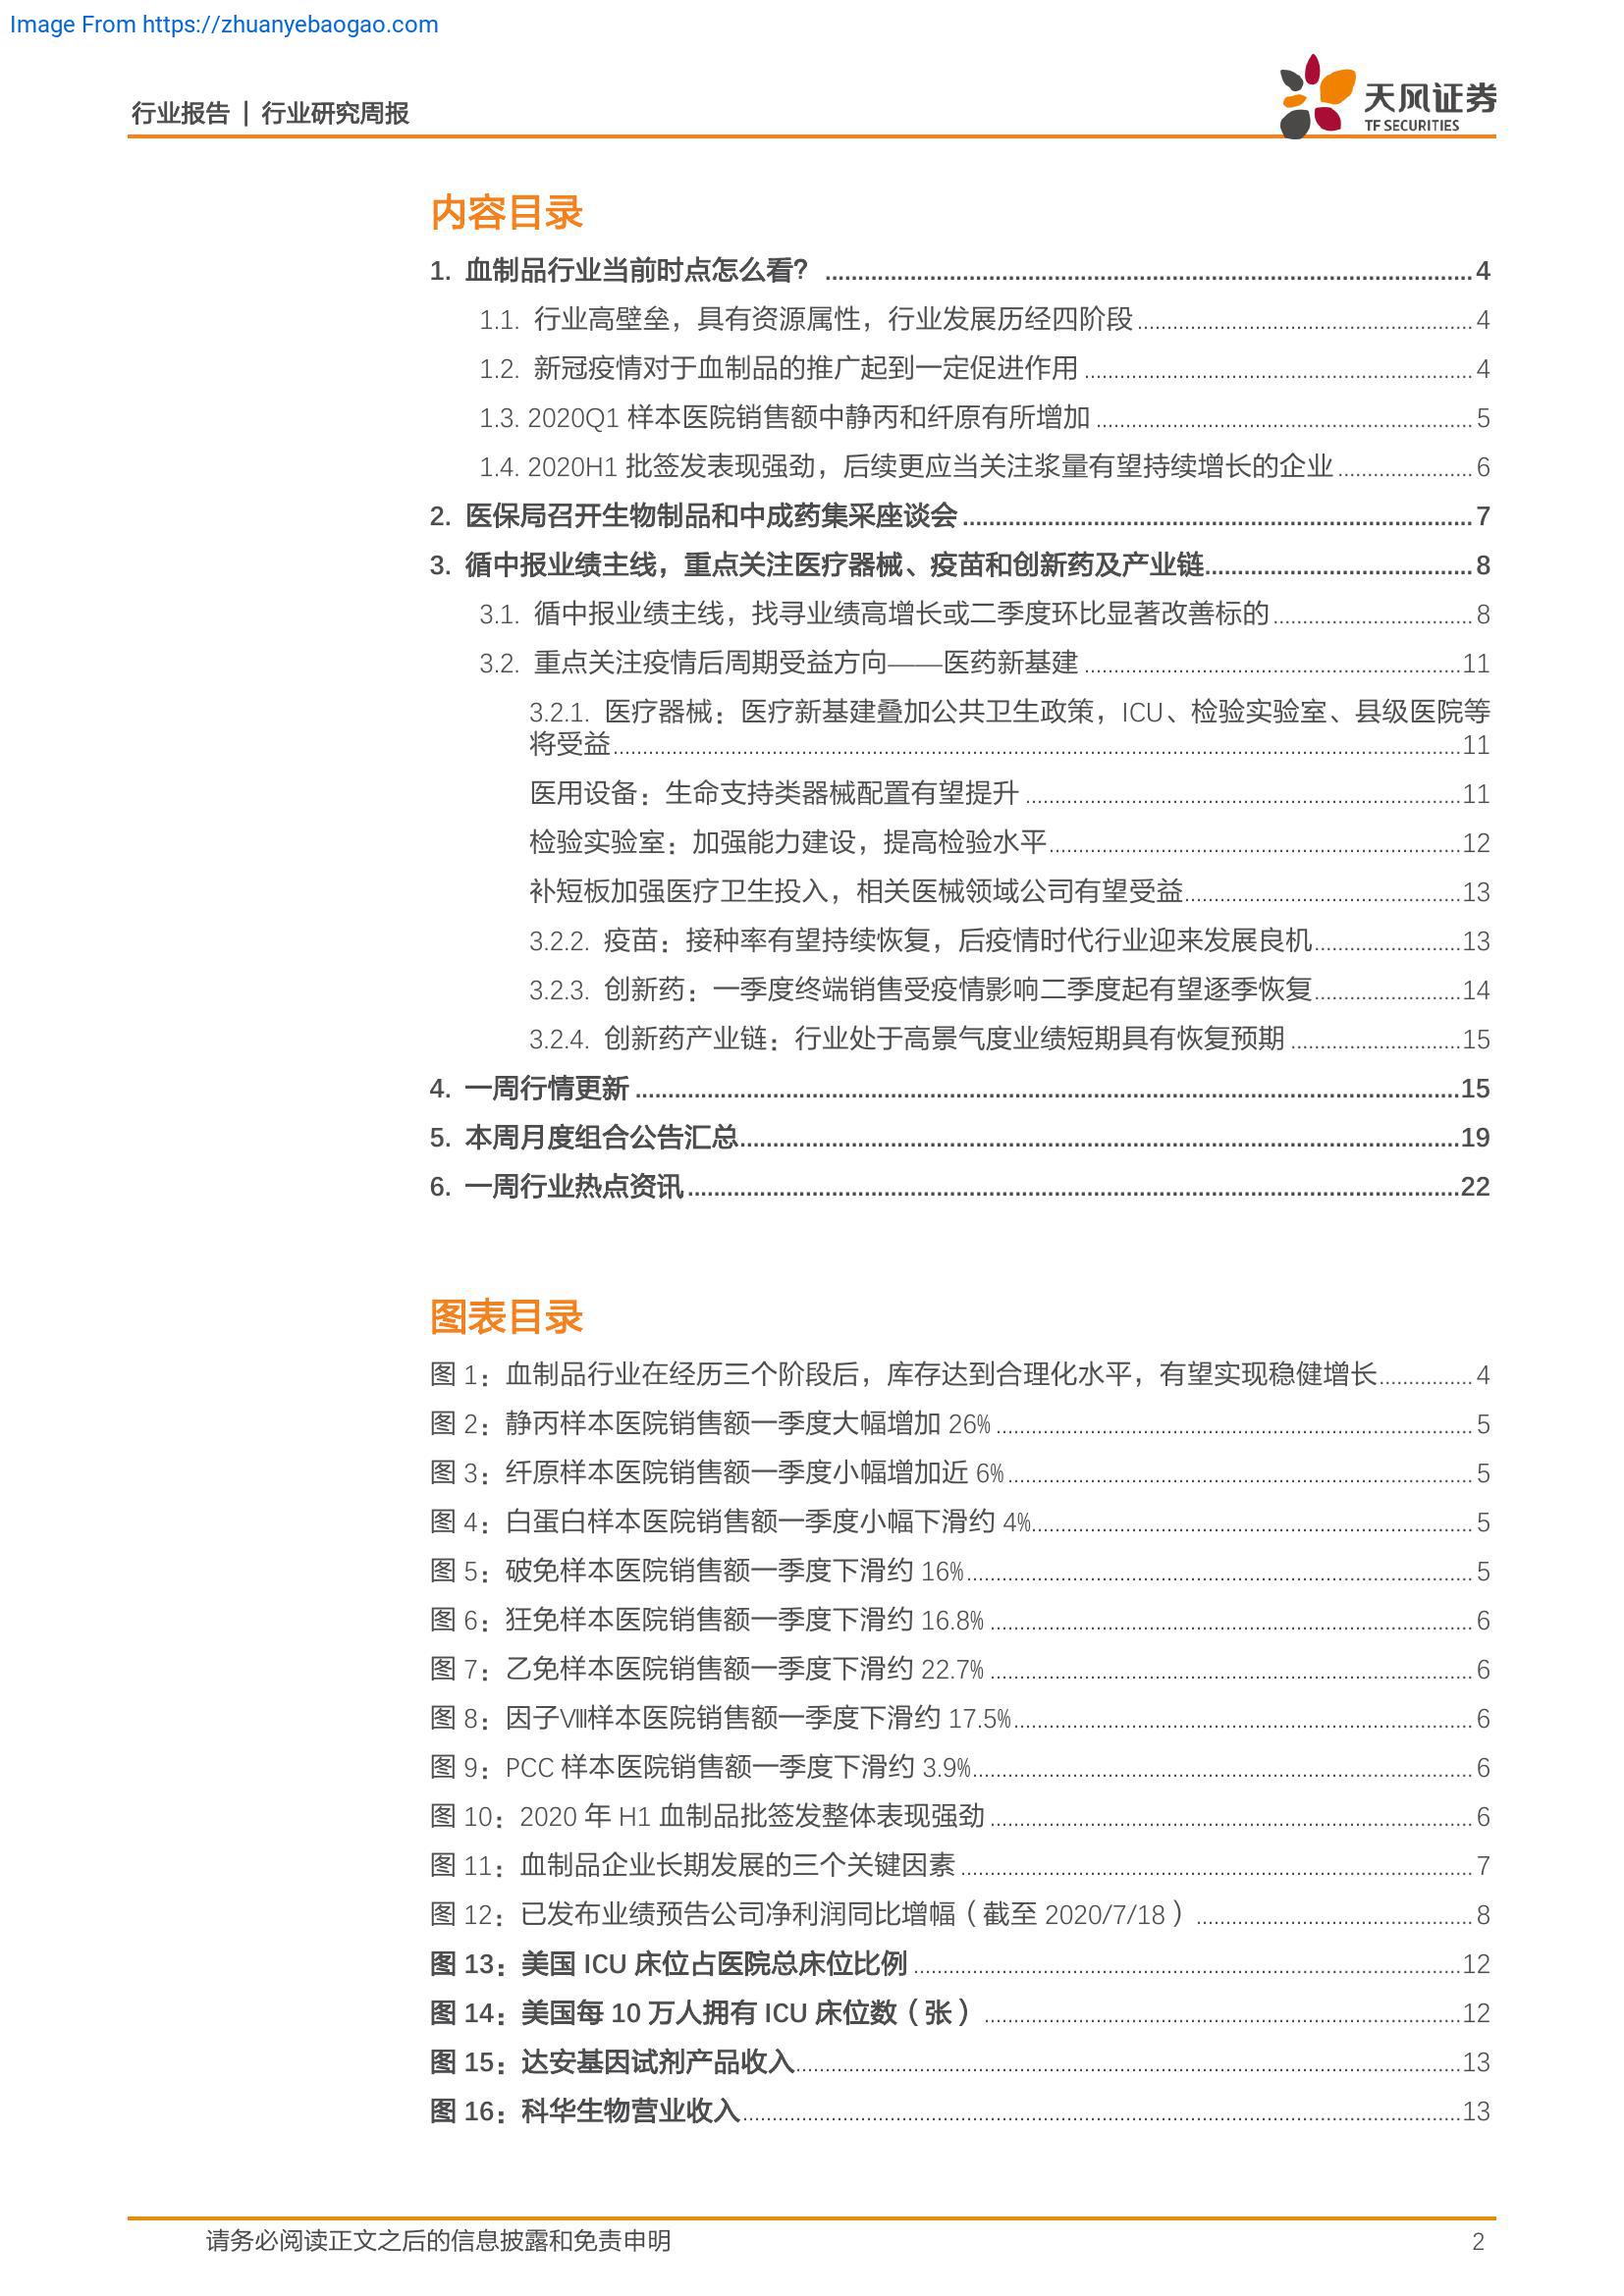 Image From https://zhuanyebaogao.com
行业报告 | 行业研究周报
天风证券
TF SECURITIES
内容目录
1. 血制品行业当前时点怎么看？ ........ 4
1.1. 行业高壁垒，具有资源属性，行业发展历经四阶段 ........ 4
1.2. 新冠疫情对于血制品的推广起到一定促进作用 ........ 4
1.3. 2020Q1 样本医院销售额中静丙和纤原有所增加 ........ 5
1.4. 2020H1 批签发表现强劲，后续更应当关注浆量有望持续增长的企业 ........ 6
2. 医保局召开生物制品和中成药集采座谈会 ........ 7
3. 循中报业绩主线，重点关注医疗器械、疫苗和创新药及产业链 ........ 8
3.1. 循中报业绩主线，找寻业绩高增长或二季度环比显著改善标的 ........ 8
3.2. 重点关注疫情后周期受益方向——医药新基建 ........ 11
3.2.1. 医疗器械：医疗新基建叠加公共卫生政策，ICU、检验实验室、县级医院等
将受益 ........ 11
医用设备：生命支持类器械配置有望提升 ........ 11
检验实验室：加强能力建设，提高检验水平 ........ 12
补短板加强医疗卫生投入，相关医械领域公司有望受益 ........ 13
3.2.2. 疫苗：接种率有望持续恢复，后疫情时代行业迎来发展良机 ........ 13
3.2.3. 创新药：一季度终端销售受疫情影响二季度起有望逐季恢复 ........ 14
3.2.4. 创新药产业链：行业处于高景气度业绩短期具有恢复预期 ........ 15
4. 一周行情更新 ........ 15
5. 本周月度组合公告汇总 ........ 19
6. 一周行业热点资讯 ........ 22
图表目录
图 1：血制品行业在经历三个阶段后，库存达到合理化水平，有望实现稳健增长 ........ 4
图 2：静丙样本医院销售额一季度大幅增加 26% ........ 5
图 3：纤原样本医院销售额一季度小幅增加近 6% ........ 5
图 4：白蛋白样本医院销售额一季度小幅下滑约 4% ........ 5
图 5：破免样本医院销售额一季度下滑约 16% ........ 5
图 6：狂免样本医院销售额一季度下滑约 16.8% ........ 6
图 7：乙免样本医院销售额一季度下滑约 22.7% ........ 6
图 8：因子Ⅷ样本医院销售额一季度下滑约 17.5% ........ 6
图 9：PCC 样本医院销售额一季度下滑约 3.9% ........ 6
图 10：2020 年 H1 血制品批签发整体表现强劲 ........ 6
图 11：血制品企业长期发展的三个关键因素 ........ 7
图 12：已发布业绩预告公司净利润同比增幅（截至 2020/7/18） ........ 8
图 13：美国 ICU 床位占医院总床位比例 ........ 12
图 14：美国每 10 万人拥有 ICU 床位数（张） ........ 12
图 15：达安基因试剂产品收入 ........ 13
图 16：科华生物营业收入 ........ 13
请务必阅读正文之后的信息披露和免责申明 2